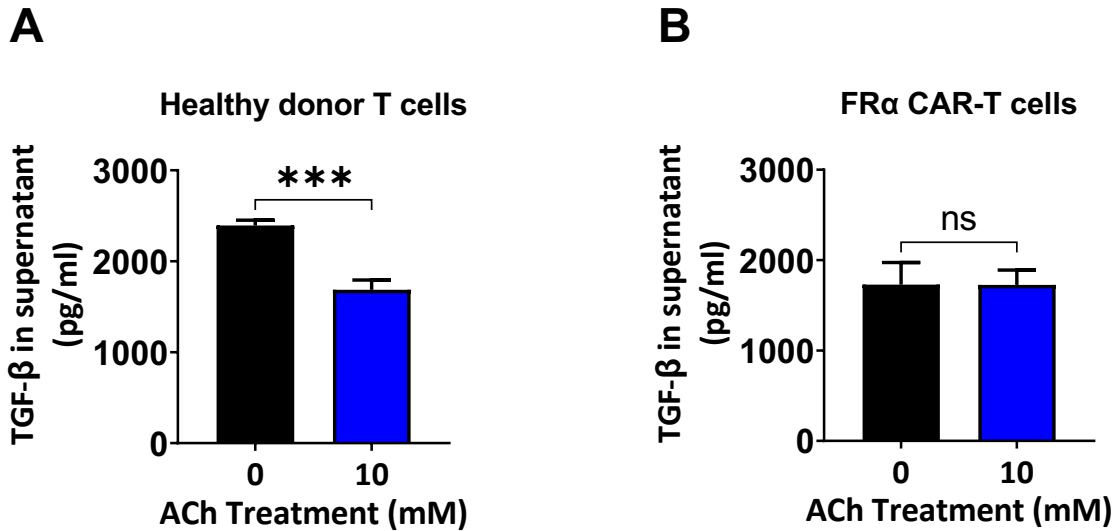 A
Healthy donor T cells
TGF-β in supernatant
(pg/ml)
3000
2000
1000
0
***
0
10
ACh Treatment (mM)
B
FRα CAR-T cells
TGF-β in supernatant
(pg/ml)
3000
2000
1000
0
ns
0
10
ACh Treatment (mM)